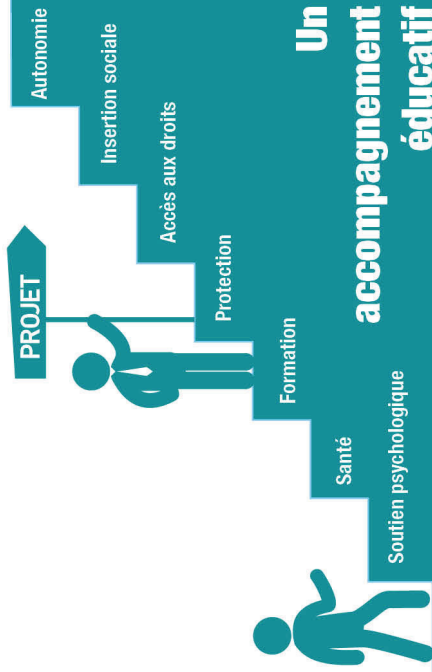 PROJET
Autonomie
Insertion sociale
Accès aux droits
Protection
Formation
Santé
Soutien psychologique
Un
accompagnement
éducatif